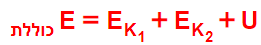 E כוללת = E_{K_1} + E_{K_2} + U